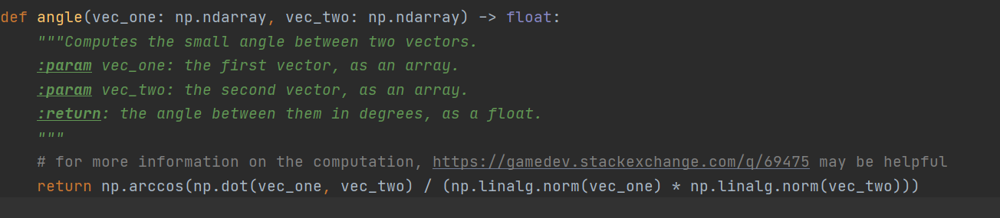 def angle(vec_one: np.ndarray, vec_two: np.ndarray) -> float:
    """Computes the small angle between two vectors.
    :param vec_one: the first vector, as an array.
    :param vec_two: the second vector, as an array.
    :return: the angle between them in degrees, as a float.
    """
    # for more information on the computation, https://gamedev.stackexchange.com/q/69475 may be helpful
    return np.arccos(np.dot(vec_one, vec_two) / (np.linalg.norm(vec_one) * np.linalg.norm(vec_two)))